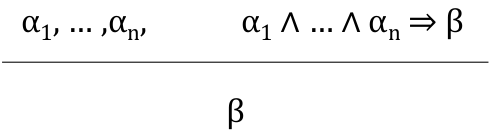 α₁, ... ,αₙ, α₁ ∧ ... ∧ αₙ ⇒ β
β